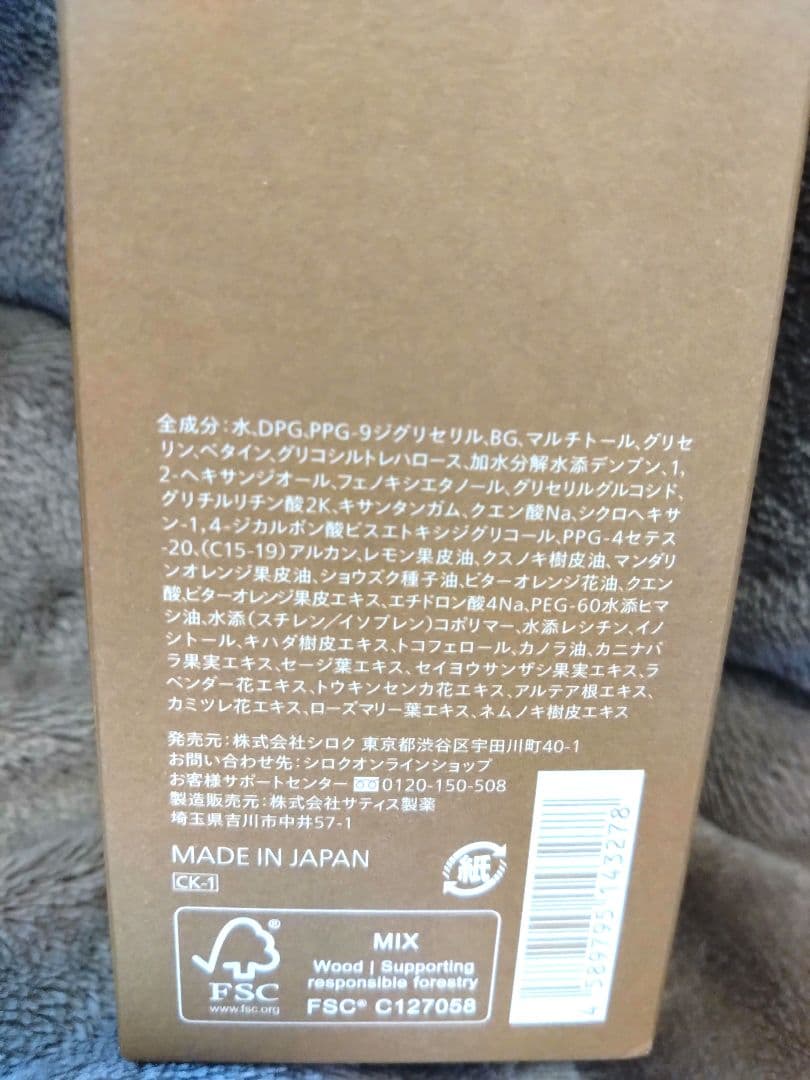 全成分：水、DPG、PPG-9ジグリセリル、BG、マルチトール、グリセ
リン、ベタイン、グリコシルトレハロース、加水分解水添デンプン、1,
2-ヘキサンジオール、フェノキシエタノール、グリセリルグルコシド、
グリチルリチン酸2K、キサンタンガム、クエン酸Na、シクロヘキサ
ン-1,4-ジカルボン酸ビスエトキシジグリコール、PPG-4セテス
-20、(C15-19)アルカン、レモン果皮油、クスノキ樹皮油、マンダリ
ンオレンジ果皮油、ショウズク種子油、ビターオレンジ花油、クエン
酸、ビターオレンジ果皮エキス、エチドロン酸4Na、PEG-60水添ヒマ
シ油、水添（スチレン／イソプレン）コポリマー、水添レシチン、イノ
シトール、キハダ樹皮エキス、トコフェロール、カノラ油、カニナバ
ラ果実エキス、セージ葉エキス、セイヨウサンザシ果実エキス、ラ
ベンダー花エキス、トウキンセンカ花エキス、アルテア根エキス、
カミツレ花エキス、ローズマリー葉エキス、ネムノキ樹皮エキス
発売元：株式会社シロク 東京都渋谷区宇田川町40-1
お問い合わせ先：シロクオンラインショップ
お客様サポートセンター 0120-150-508
製造販売元：株式会社サティス製薬
埼玉県吉川市中井57-1
MADE IN JAPAN
紙
CK-1
FSC®
www.fsc.org
MIX
Wood | Supporting
responsible forestry
FSC® C127058
4 589795 143278